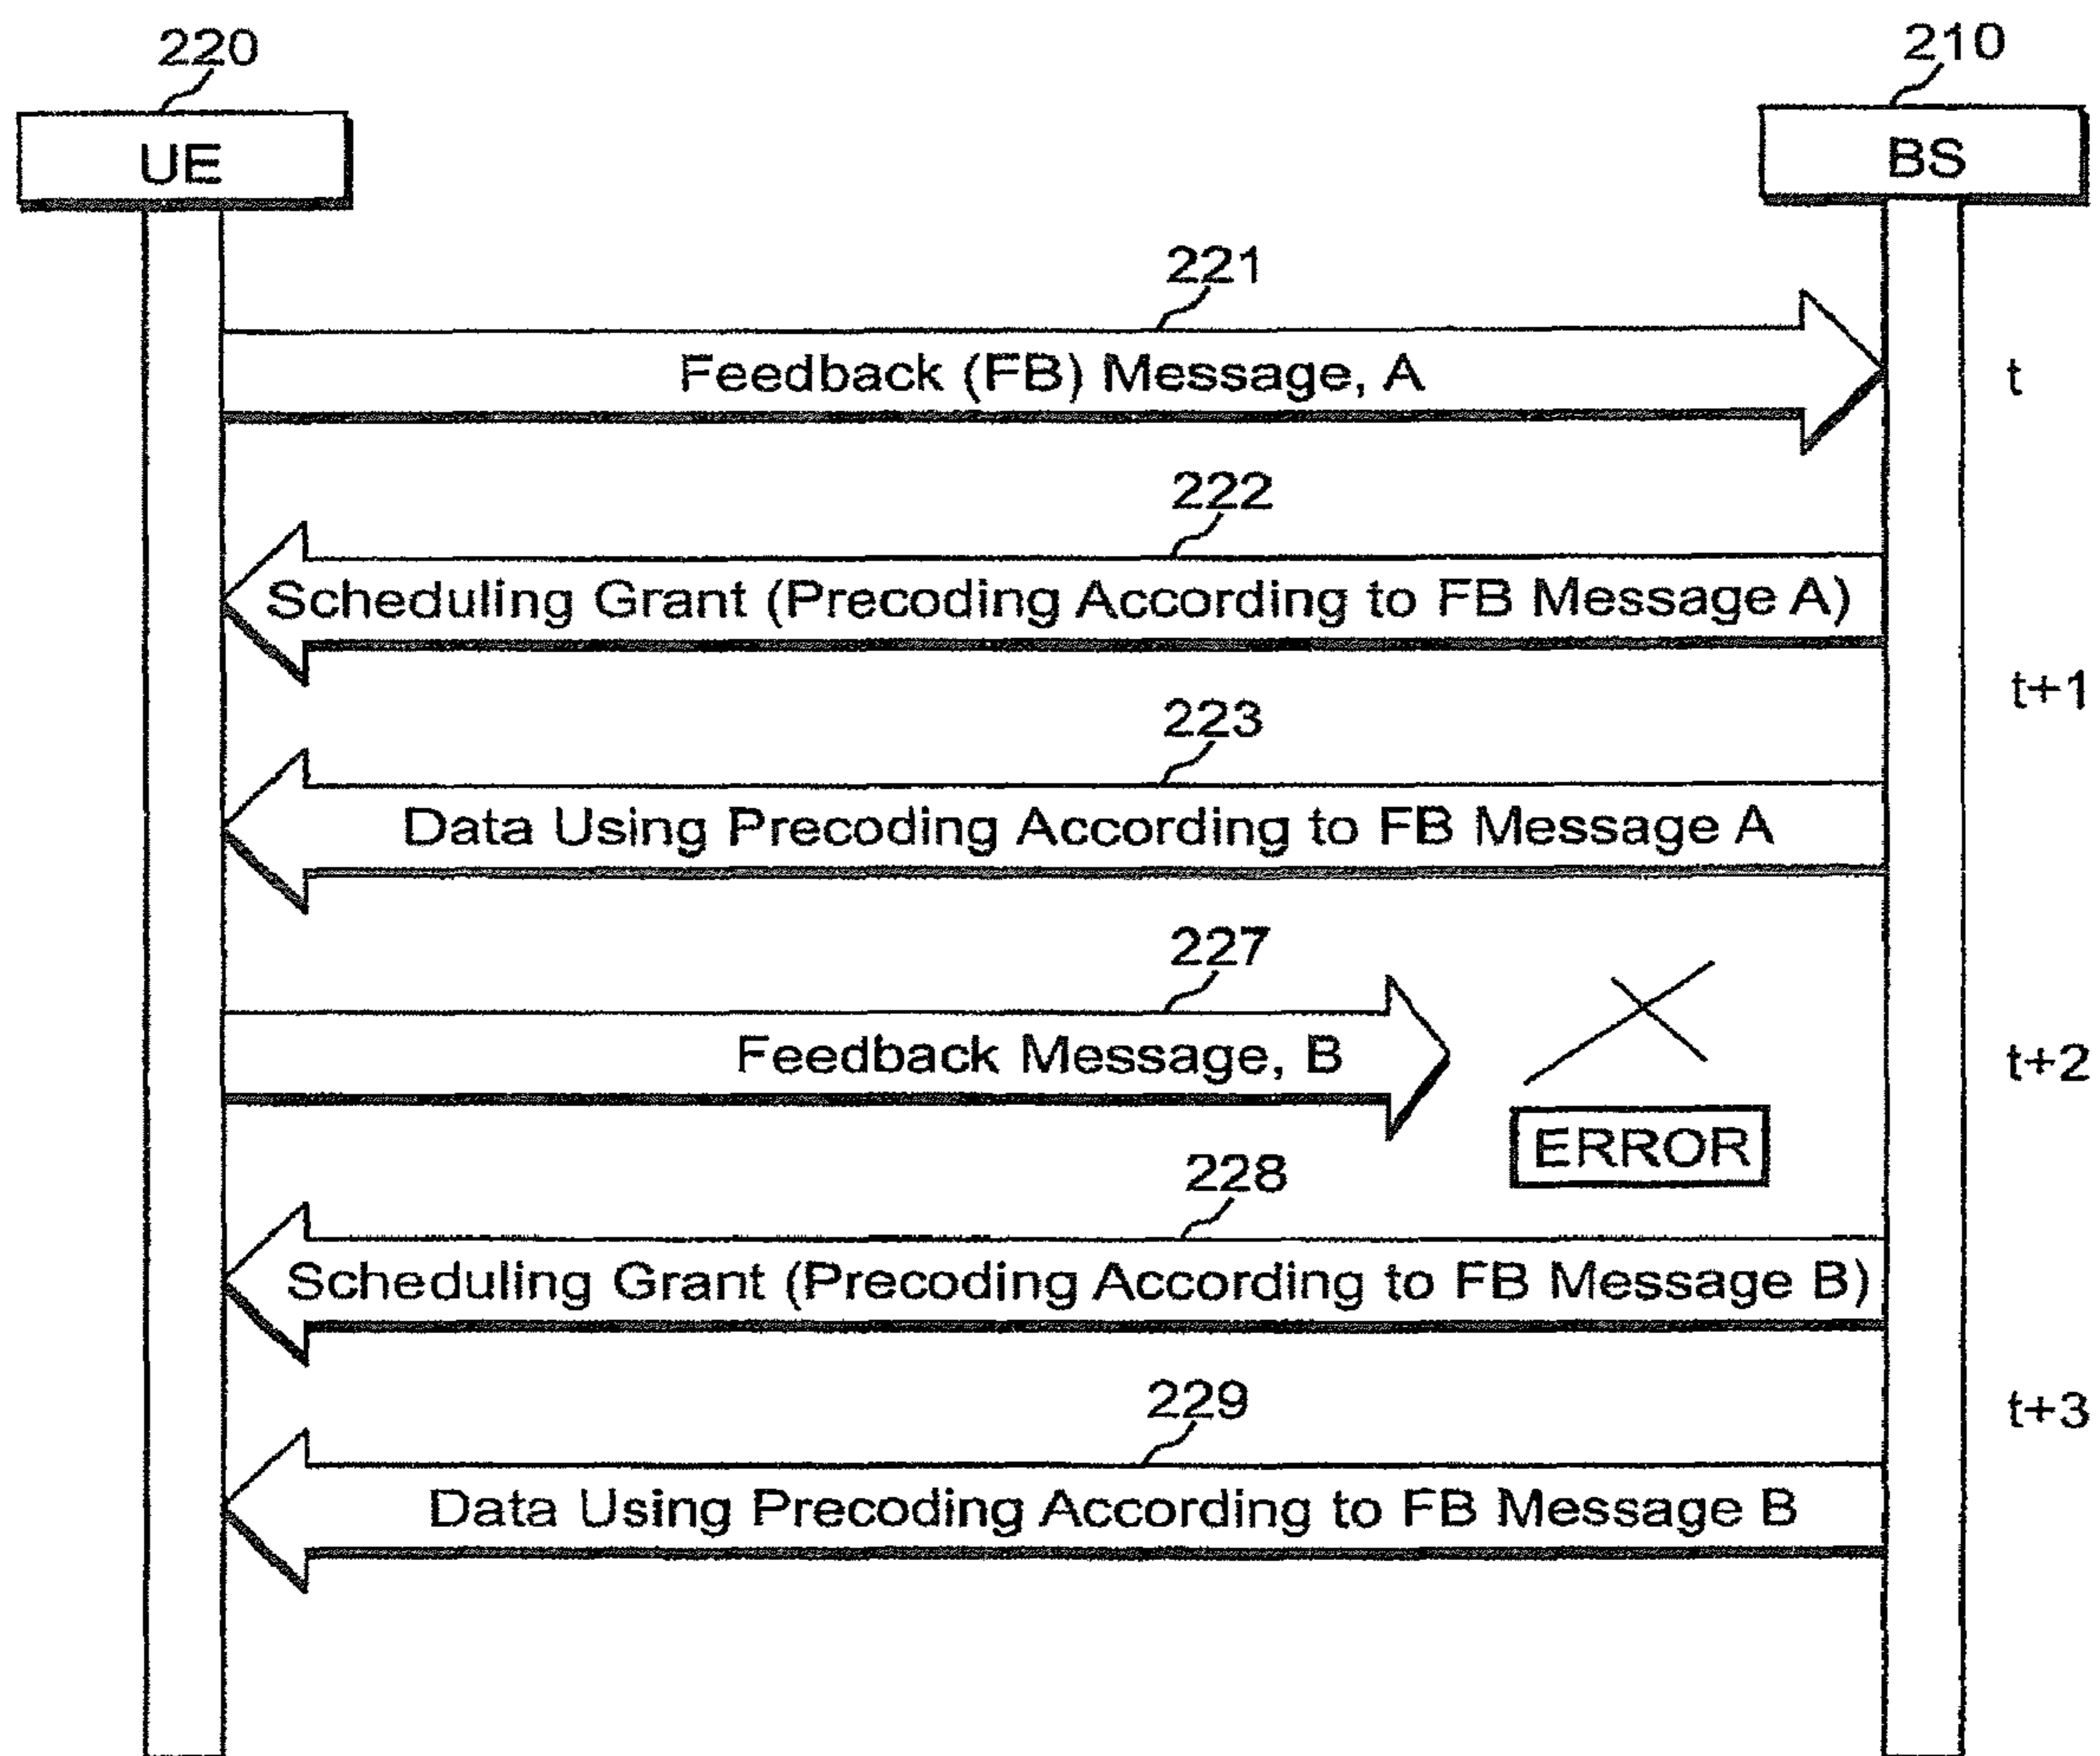 220
210
UE
BS
221
Feedback (FB) Message, A
t
222
Scheduling Grant (Precoding According to FB Message A)
t+1
223
Data Using Precoding According to FB Message A
227
Feedback Message, B
t+2
ERROR
228
Scheduling Grant (Precoding According to FB Message B)
229
t+3
Data Using Precoding According to FB Message B